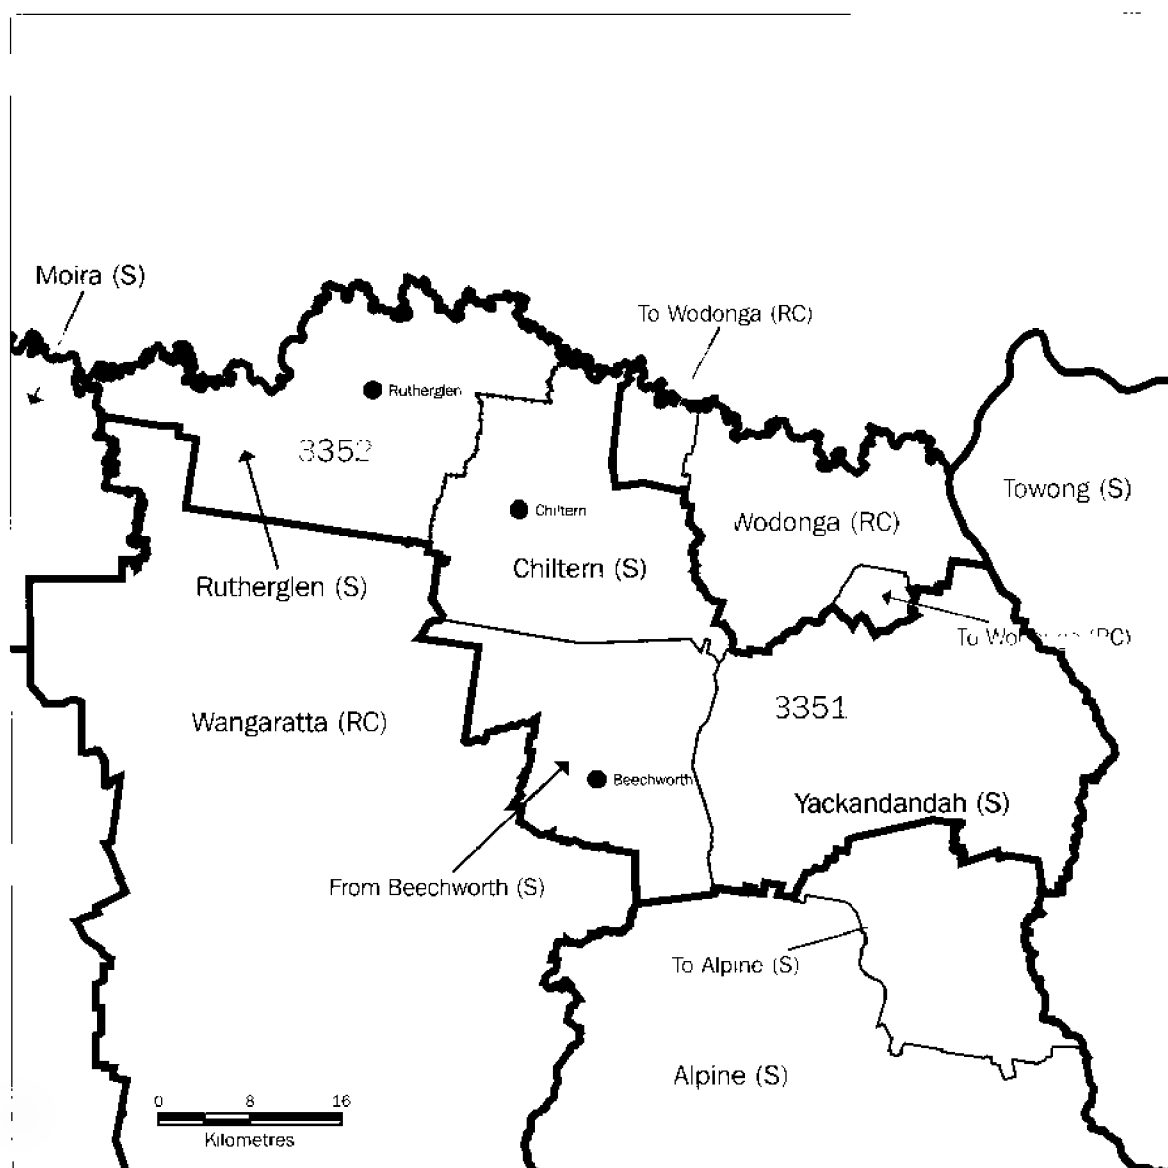 Moira (S)
To Wodonga (RC)
Rutherglen
3352
Towong (S)
Chiltern
Wodonga (RC)
Chiltern (S)
Rutherglen (S)
To
3351
Wangaratta (RC)
Beechworth
Yackandandah (S)
From Beechworth (S)
To Alpine (S)
Alpine (S)
0 8 16
Kilometres